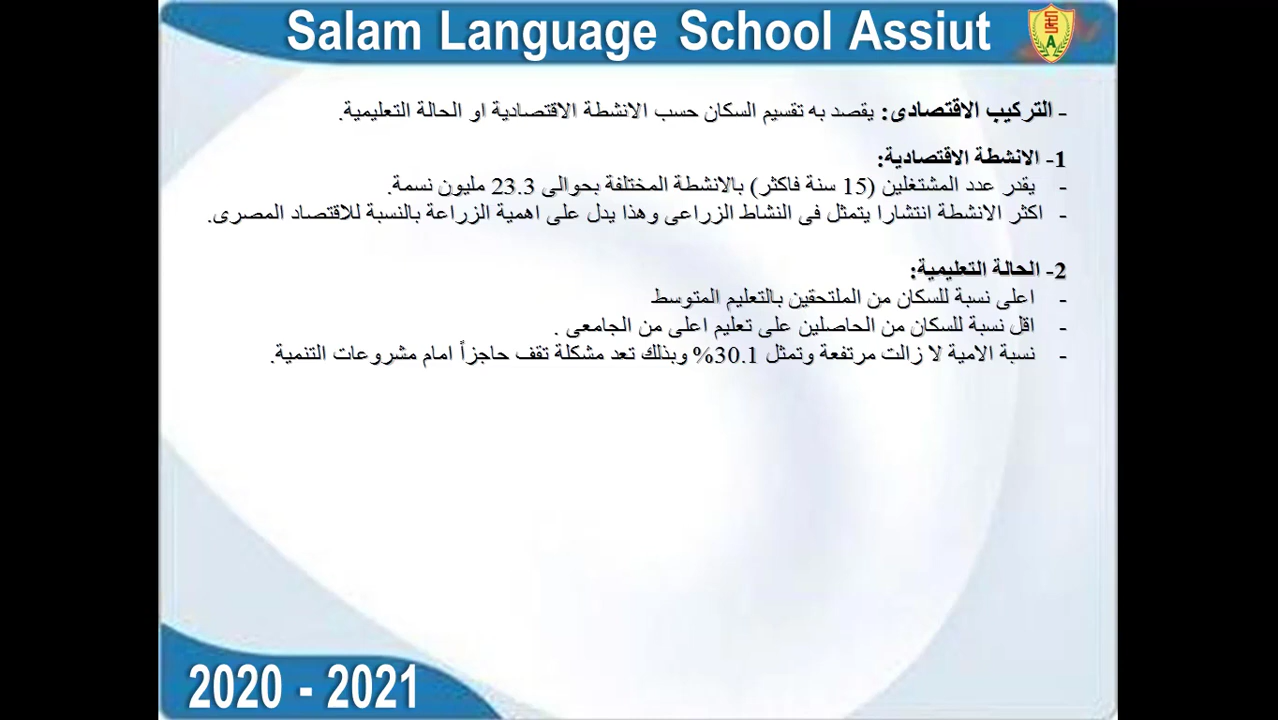 Salam Language School Assiut
- التركيب الاقتصادى: يقصد به تقسيم السكان حسب الانشطة الاقتصادية او الحالة التعليمية.
1- الانشطة الاقتصادية:
- يقدر عدد المشتغلين (15 سنة فاكثر) بالانشطة المختلفة بحوالى 23.3 مليون نسمة.
- اكثر الانشطة انتشارا يتمثل فى النشاط الزراعى وهذا يدل على اهمية الزراعة بالنسبة للاقتصاد المصرى.
2- الحالة التعليمية:
- اعلى نسبة للسكان من الملتحقين بالتعليم المتوسط
- اقل نسبة للسكان من الحاصلين على تعليم اعلى من الجامعى .
- نسبة الامية لا زالت مرتفعة وتمثل 30.1% وبذلك تعد مشكلة تقف حاجزاً امام مشروعات التنمية.
2020 - 2021